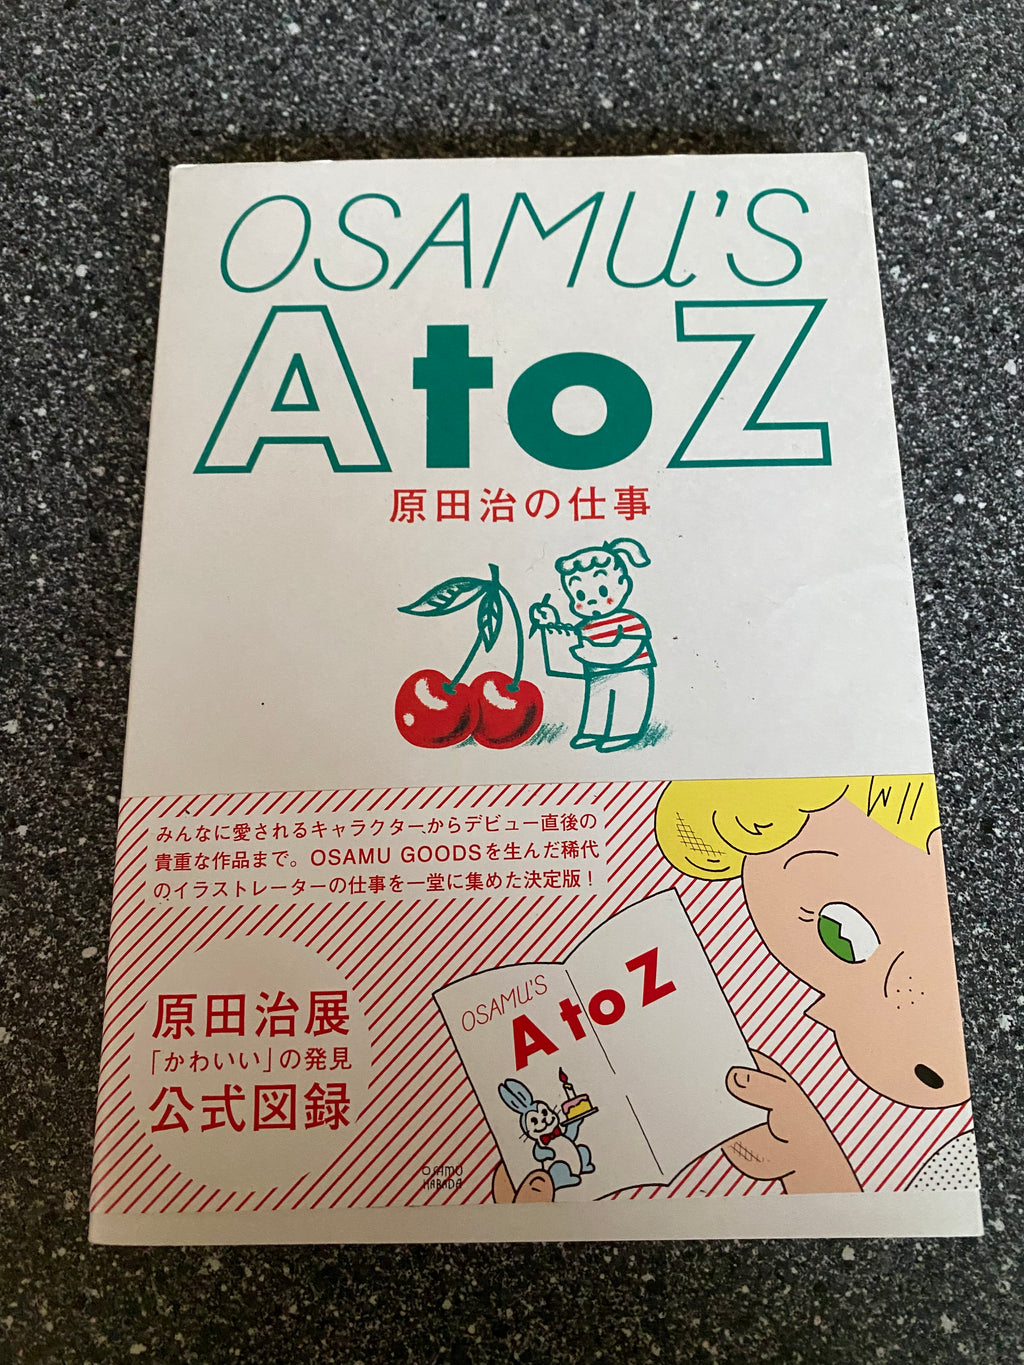 OSAMU'S
A to Z
原田治の仕事
みんなに愛されるキャラクターからデビュー直後の
貴重な作品まで。OSAMU GOODSを生んだ稀代
のイラストレーターの仕事を一堂に集めた決定版！
原田治展
「かわいい」の発見
公式図録
OSAMU'S
A to Z
OSAMU
HARADA